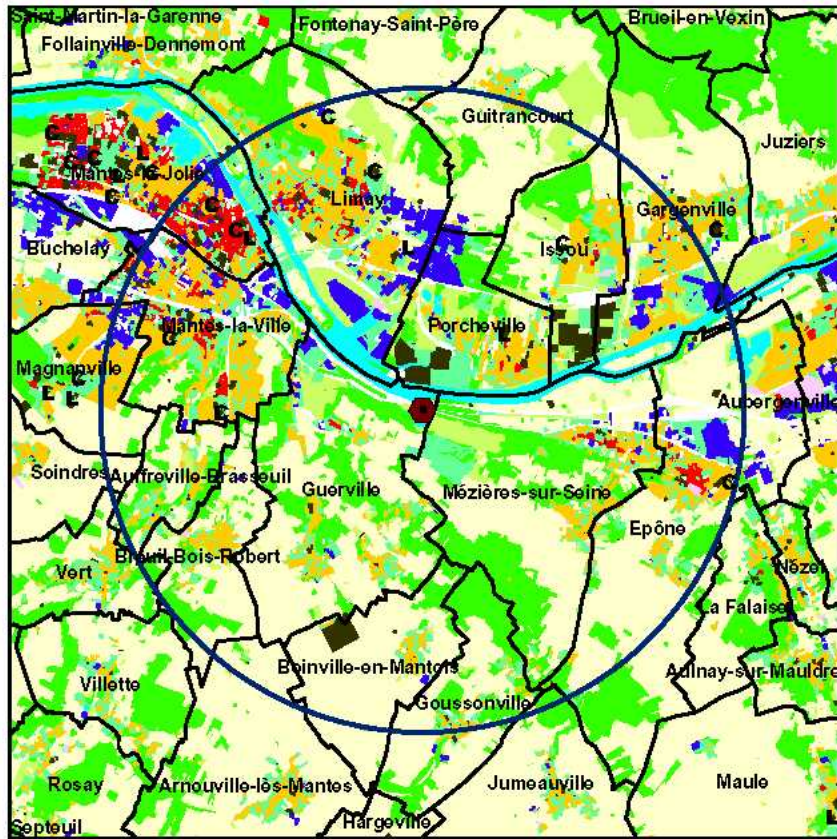 Saint-Martin-la-Garenne
Fontenay-Saint-Père
Brueil-en-Vexin
Follainville-Dennemont
Guitrancourt
Juziers
C
C
C
L
C
C
Mantes-la-Jolie
C
C
Limay
C
Gargenville
C
C
C
L
Buchelay
L
Issou
C
Mantes-la-Ville
Porcheville
L
C
Magnanville
C
L
L
C
L
Aubergenville
Soindres
Auffreville-Brasseuil
Guerville
Mézières-sur-Seine
C
Epône
Breuil-Bois-Robert
Vert
Nézel
La Falaise
Boinville-en-Mantois
Aulnay-sur-Mauldre
Villette
Goussonville
Rosay
Arnouville-lès-Mantes
Jumeauville
Maule
Septeuil
Hargeville
L